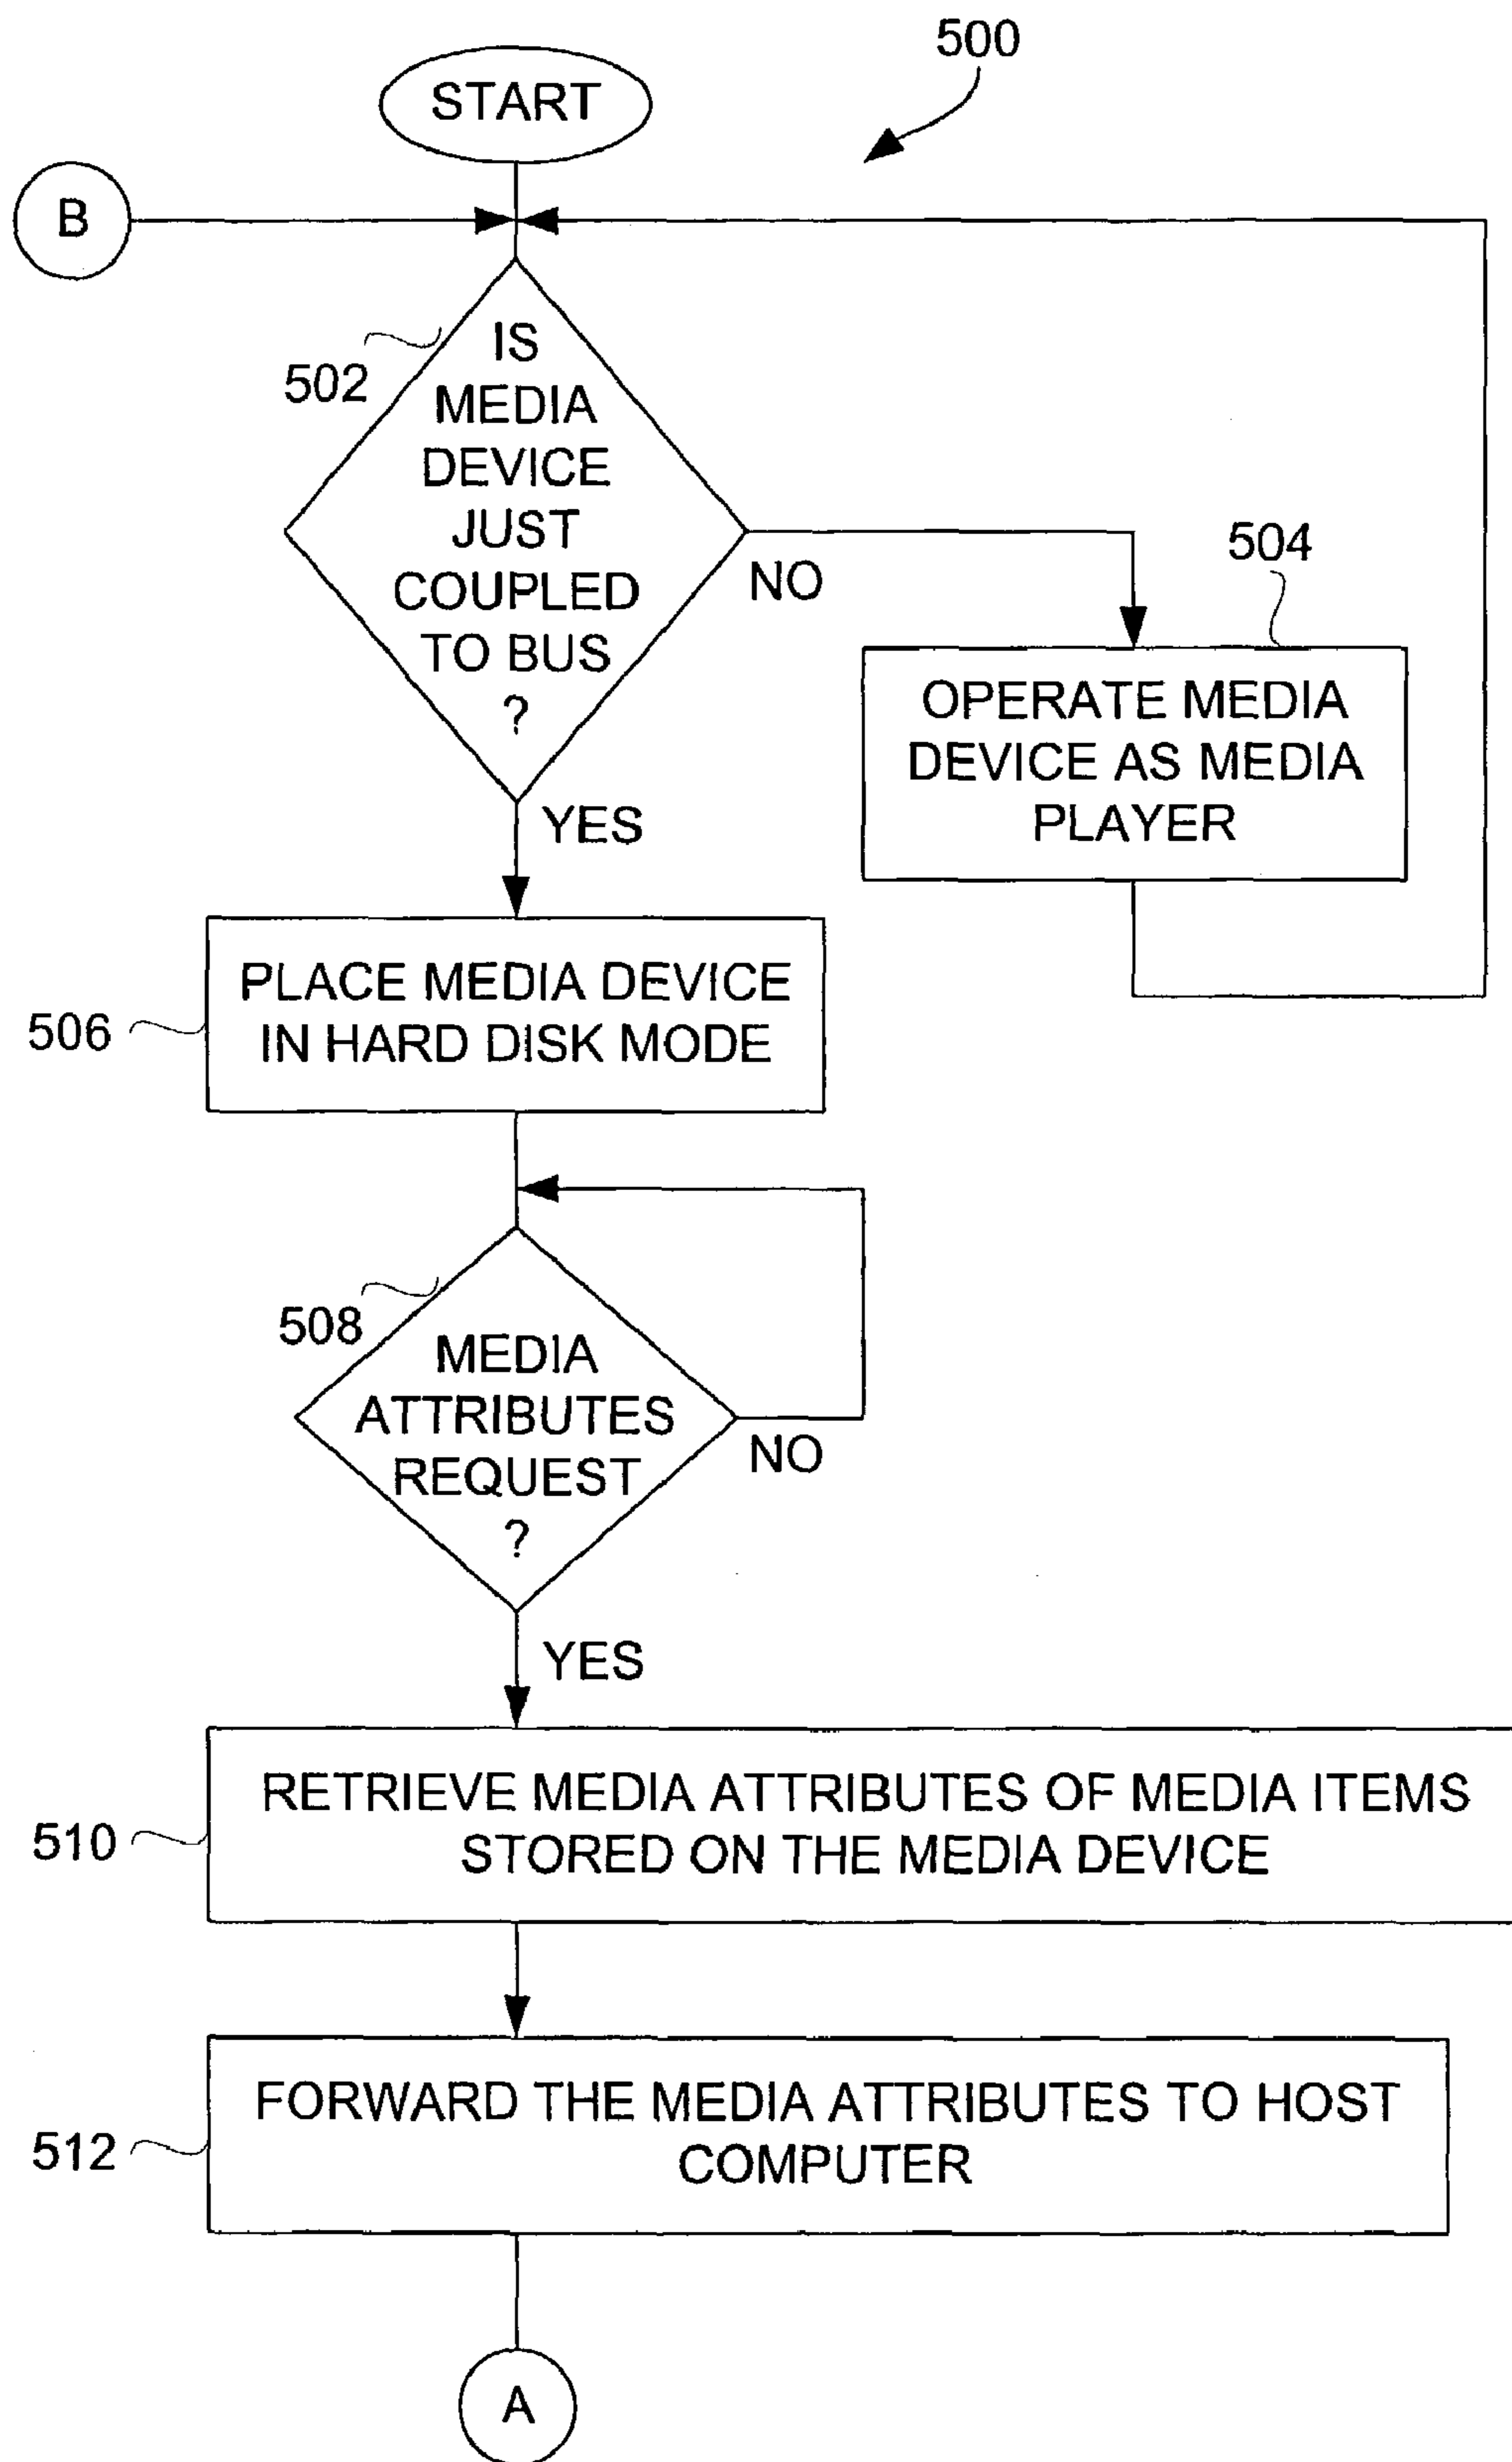 500
START
B
502
IS
MEDIA
DEVICE
JUST
COUPLED
TO BUS
?
NO
504
OPERATE MEDIA
DEVICE AS MEDIA
PLAYER
YES
506
PLACE MEDIA DEVICE
IN HARD DISK MODE
508
MEDIA
ATTRIBUTES
REQUEST
?
NO
YES
510
RETRIEVE MEDIA ATTRIBUTES OF MEDIA ITEMS
STORED ON THE MEDIA DEVICE
512
FORWARD THE MEDIA ATTRIBUTES TO HOST
COMPUTER
A